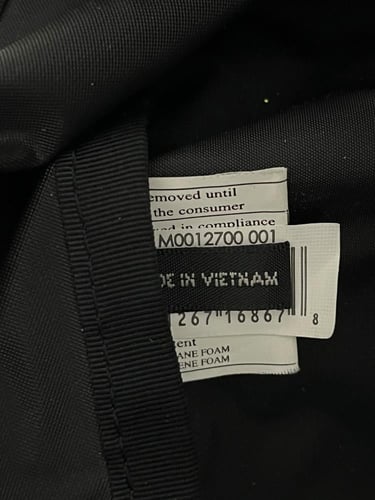 emoved until
the consumer
ed in compliance
M0012700 001
DE IN VIETNAM
267 16867 8
tent
ANE FOAM
ENE FOAM